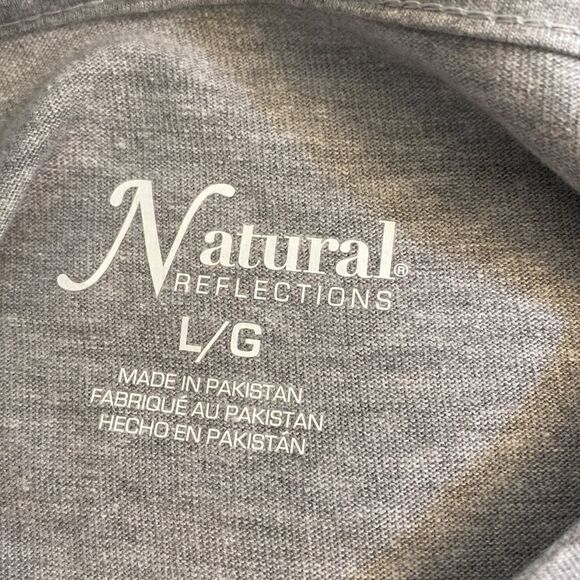 Natural®
REFLECTIONS
L/G
MADE IN PAKISTAN
FABRIQUÉ AU PAKISTAN
HECHO EN PAKISTÁN